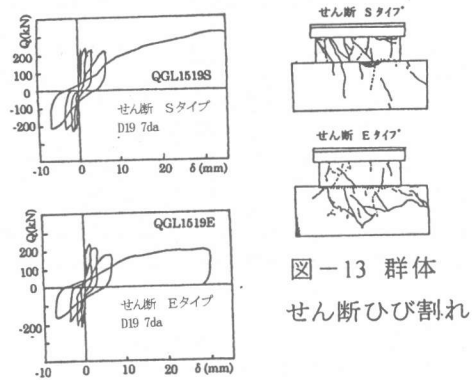 Q(kN)
300
200
100
0
-100
-200
QGL1519S
せん断 Sタイプ
D19 7da
-10 0 10 20 δ(mm)
Q(kN)
QGL1519E
200
100
0
-200
せん断 Eタイプ
D19 7da
-10 0 10 20 δ(mm)
せん断 Sタイプ
せん断 Eタイプ
図-13 群体
せん断ひび割れ